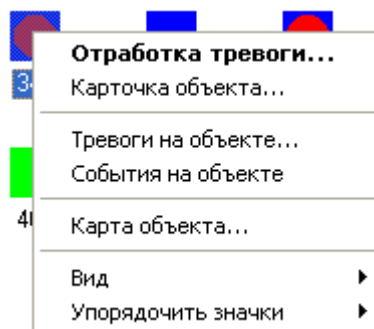 Отработка тревоги...
Карточка объекта...
Тревоги на объекте...
События на объекте
Карта объекта...
Вид
Упорядочить значки